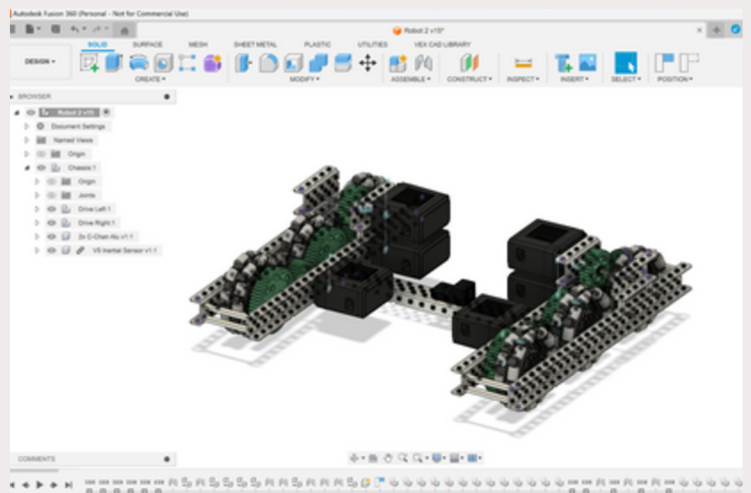 Autodesk Fusion 360 (Personal - Not for Commercial Use)
Robot 2 v15*
SOLID SURFACE MESH SHEET METAL PLASTIC UTILITIES VEX CAD LIBRARY
DESIGN
CREATE MODIFY ASSEMBLE CONSTRUCT INSPECT INSERT SELECT POSITION
BROWSER
Robot 2 v15
Document Settings
Named Views
Origin
Chassis:1
Origin
Joints
Drive Left:1
Drive Right:1
2x C-Chan Alu v1:1
V5 Inertial Sensor v1:1
COMMENTS